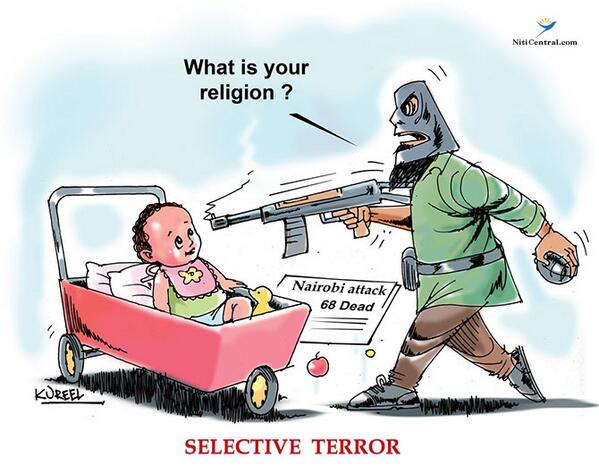 NitiCentral.com
What is your
religion ?
Nairobi attack
68 Dead
KUREEL
SELECTIVE TERROR